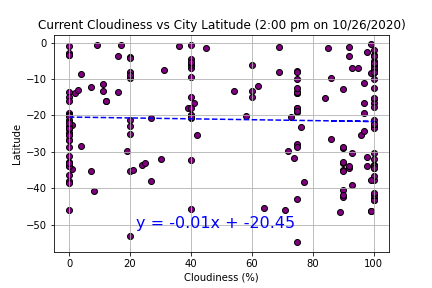 Current Cloudiness vs City Latitude (2:00 pm on 10/26/2020)
0
−10
−20
−30
−40
−50
Latitude
y = -0.01x + -20.45
0 20 40 60 80 100
Cloudiness (%)